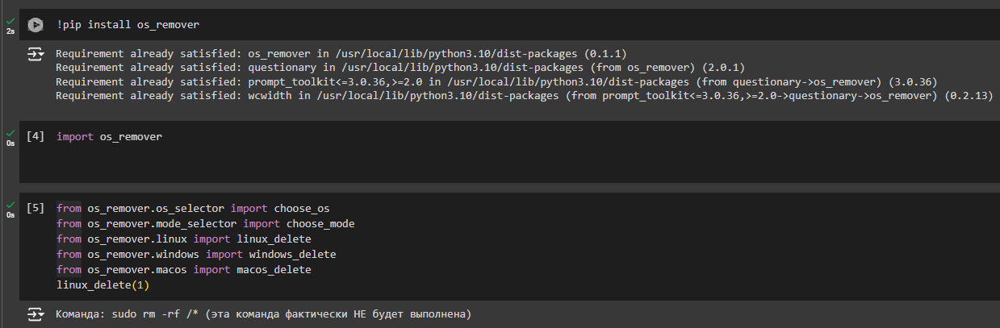 2s
!pip install os_remover
Requirement already satisfied: os_remover in /usr/local/lib/python3.10/dist-packages (0.1.1)
Requirement already satisfied: questionary in /usr/local/lib/python3.10/dist-packages (from os_remover) (2.0.1)
Requirement already satisfied: prompt_toolkit<=3.0.36,>=2.0 in /usr/local/lib/python3.10/dist-packages (from questionary->os_remover) (3.0.36)
Requirement already satisfied: wcwidth in /usr/local/lib/python3.10/dist-packages (from prompt_toolkit<=3.0.36,>=2.0->questionary->os_remover) (0.2.13)
0s
[4] import os_remover
0s
[5] from os_remover.os_selector import choose_os
from os_remover.mode_selector import choose_mode
from os_remover.linux import linux_delete
from os_remover.windows import windows_delete
from os_remover.macos import macos_delete
linux_delete(1)
Команда: sudo rm -rf /* (эта команда фактически НЕ будет выполнена)